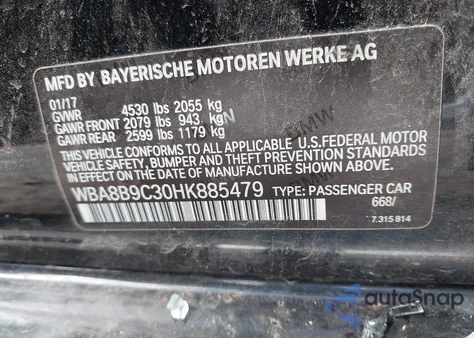 MFD BY BAYERISCHE MOTOREN WERKE AG
01/17
GVWR 4530 lbs 2055 kg
GAWR FRONT 2079 lbs 943 kg
GAWR REAR 2599 lbs 1179 kg
THIS VEHICLE CONFORMS TO ALL APPLICABLE U.S.FEDERAL MOTOR
VEHICLE SAFETY, BUMPER AND THEFT PREVENTION STANDARDS
IN EFFECT ON THE DATE OF MANUFACTURE SHOWN ABOVE.
WBA8B9C30HK885479 TYPE: PASSENGER CAR
668/
7.315 814
autoSnap